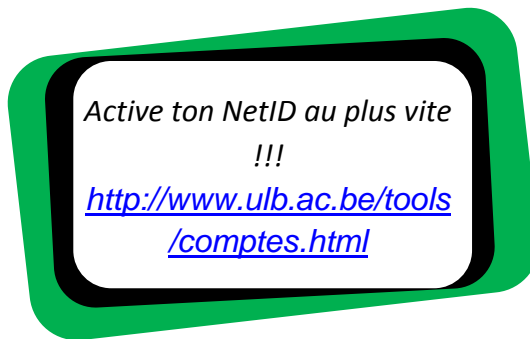 Active ton NetID au plus vite
!!!
http://www.ulb.ac.be/tools
/comptes.html